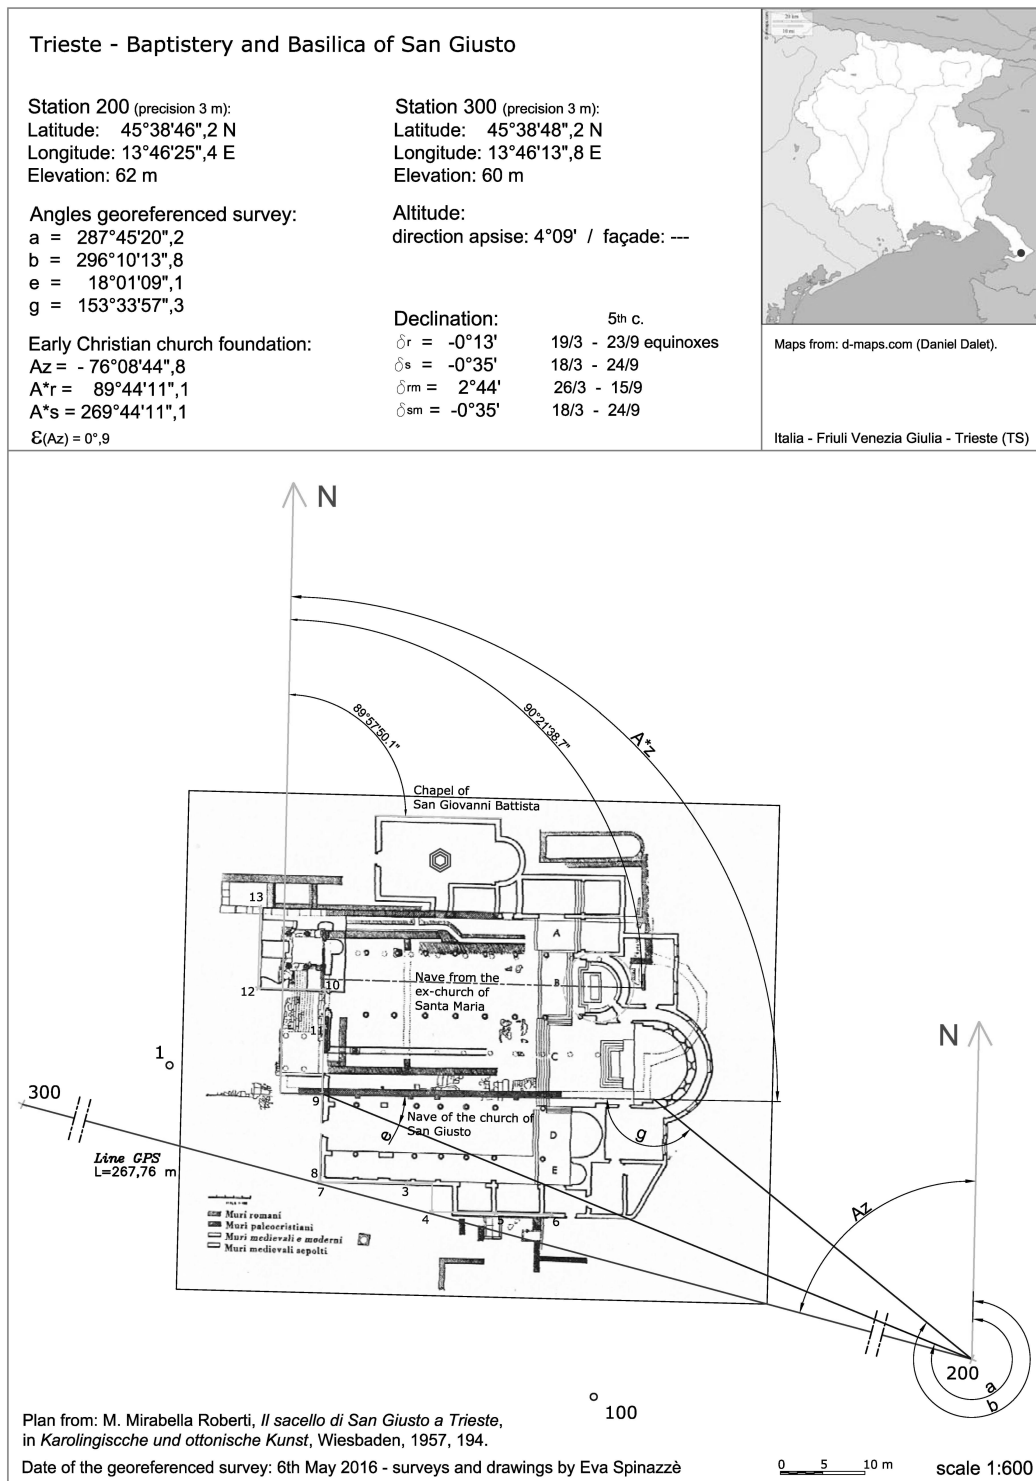 Trieste - Baptistery and Basilica of San Giusto
Station 200 (precision 3 m):
Latitude: 45°38'46",2 N
Longitude: 13°46'25",4 E
Elevation: 62 m
Station 300 (precision 3 m):
Latitude: 45°38'48",2 N
Longitude: 13°46'13",8 E
Elevation: 60 m
Angles georeferenced survey:
a = 287°45'20",2
b = 296°10'13",8
e = 18°01'09",1
g = 153°33'57",3
Altitude:
direction apsise: 4°09' / façade: ---
Early Christian church foundation:
Az = - 76°08'44",8
A*r = 89°44'11",1
A*s = 269°44'11",1
ε(Az) = 0°,9
Declination: 5th c.
δr = -0°13' 19/3 - 23/9 equinoxes
δs = -0°35' 18/3 - 24/9
δrm = 2°44' 26/3 - 15/9
δsm = -0°35' 18/3 - 24/9
20 km
10 mi
Maps from: d-maps.com (Daniel Dalet).
Italia - Friuli Venezia Giulia - Trieste (TS)
N
89°57'50.1"
90°21'38.7"
A*z
Chapel of
San Giovanni Battista
13
A
B
Nave from the
ex-church of
Santa Maria
10
12
11
C
1
N
300
9
Nave of the church of
San Giusto
e
g
D
E
Line GPS
L=267,76 m
8
7
3
4
5
6
Az
Muri romani
Muri paleocristiani
Muri medievali e moderni
Muri medievali sepolti
200
a
b
100
Plan from: M. Mirabella Roberti, Il sacello di San Giusto a Trieste,
in Karolingiscche und ottonische Kunst, Wiesbaden, 1957, 194.
Date of the georeferenced survey: 6th May 2016 - surveys and drawings by Eva Spinazzè
0 5 10 m
scale 1:600